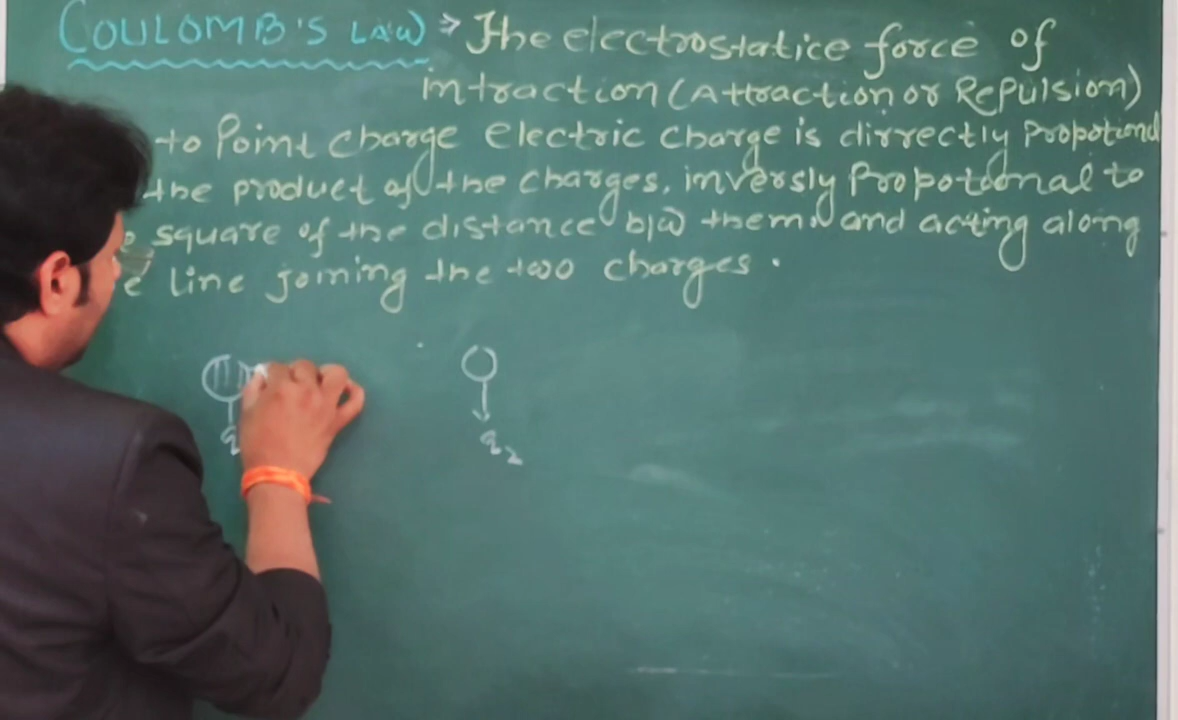 COULOMB'S LAW > The electrostatice force of
intraction (Attraction or Repulsion)
to Point charge electric charge is dirrectly Propotional
the product of the charges, inversly Propotional to
square of the distance b/w them. and acting along
e line joining the two charges.
q2